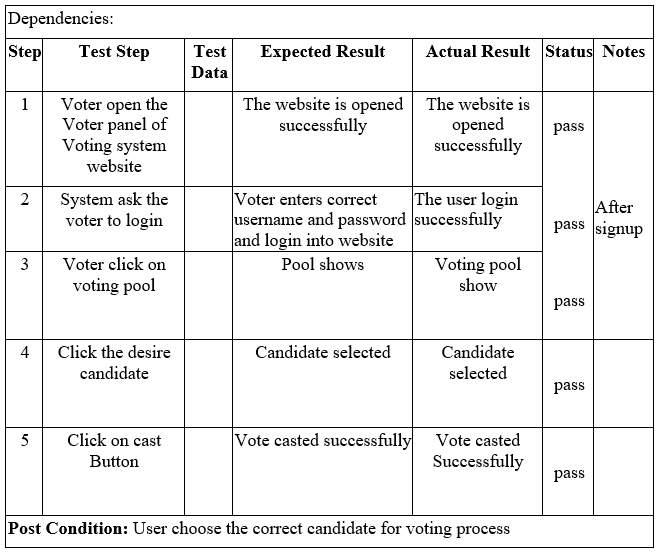 Dependencies:
Step Test Step Test Data Expected Result Actual Result Status Notes
1 Voter open the Voter panel of Voting system website The website is opened successfully The website is opened successfully pass
2 System ask the voter to login Voter enters correct username and password and login into website The user login successfully pass After signup
3 Voter click on voting pool Pool shows Voting pool show pass
4 Click the desire candidate Candidate selected Candidate selected pass
5 Click on cast Button Vote casted successfully Vote casted Successfully pass
Post Condition: User choose the correct candidate for voting process